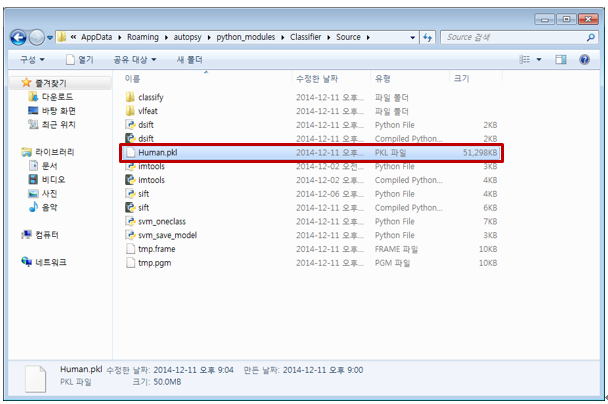 « AppData ▸ Roaming ▸ autopsy ▸ python_modules ▸ Classifier ▸ Source ▸ Source 검색
구성 열기 공유 대상 새 폴더
이름 수정한 날짜 유형 크기
즐겨찾기
다운로드
바탕 화면
최근 위치
라이브러리
문서
비디오
사진
음악
컴퓨터
네트워크
classify 2014-12-11 오후... 파일 폴더
vlfeat 2014-12-11 오후... 파일 폴더
dsift 2014-12-11 오후... Python File 2KB
dsift 2014-12-11 오후... Compiled Python... 2KB
Human.pkl 2014-12-11 오후... PKL 파일 51,298KB
imtools 2014-12-02 오전... Python File 3KB
imtools 2014-12-02 오후... Compiled Python... 4KB
sift 2014-12-06 오후... Python File 4KB
sift 2014-12-11 오후... Compiled Python... 6KB
svm_oneclass 2014-12-11 오후... Python File 7KB
svm_save_model 2014-12-11 오후... Python File 3KB
tmp.frame 2014-12-11 오후... FRAME 파일 10KB
tmp.pgm 2014-12-11 오후... PGM 파일 10KB
Human.pkl 수정한 날짜: 2014-12-11 오후 9:04 만든 날짜: 2014-12-11 오후 9:00
PKL 파일 크기: 50.0MB